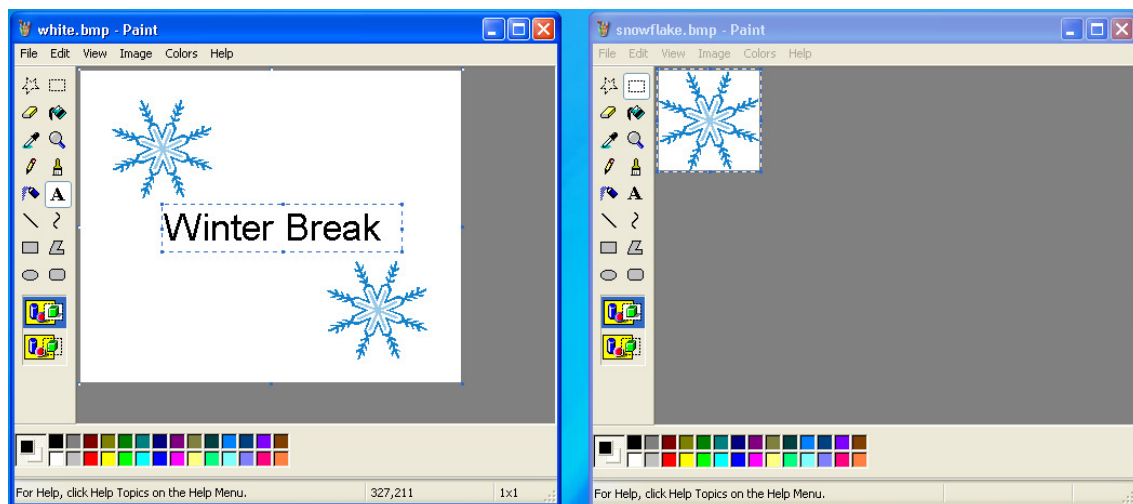 white.bmp - Paint
File Edit View Image Colors Help
A
Winter Break
For Help, click Help Topics on the Help Menu. 327,211 1x1
snowflake.bmp - Paint
File Edit View Image Colors Help
A
For Help, click Help Topics on the Help Menu.